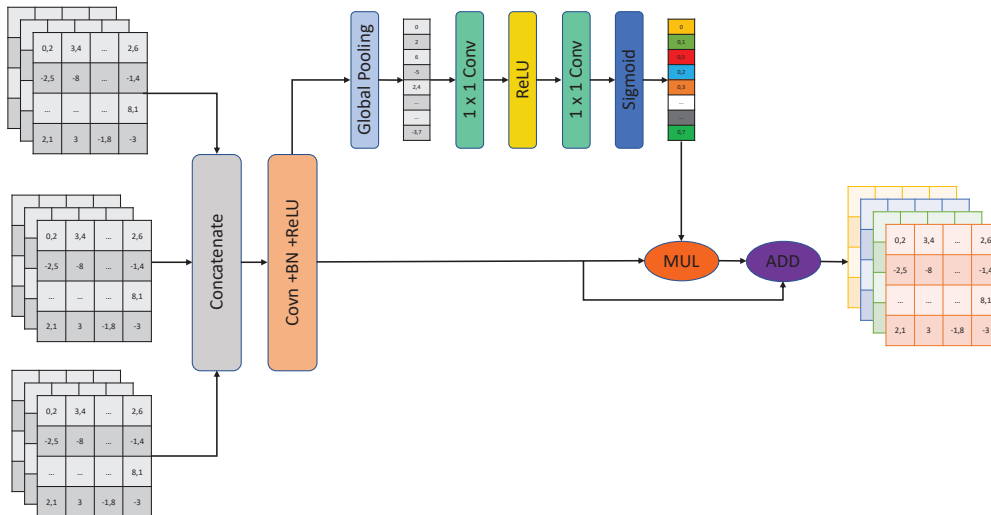 0,2 3,4 ... 2,6
-2,5 -8 ... -1,4
... ... ... 8,1
2,1 3 -1,8 -3
0,2 3,4 ... 2,6
-2,5 -8 ... -1,4
... ... ... 8,1
2,1 3 -1,8 -3
0,2 3,4 ... 2,6
-2,5 -8 ... -1,4
... ... ... 8,1
2,1 3 -1,8 -3
Concatenate
Covn +BN +ReLU
Global Pooling
0
2
6
-5
2,4
...
...
-3,7
1 x 1 Conv
ReLU
1 x 1 Conv
Sigmoid
0
0,1
0,2
0,3
...
...
0,7
MUL
ADD
0,2 3,4 ... 2,6
-2,5 -8 ... -1,4
... ... ... 8,1
2,1 3 -1,8 -3